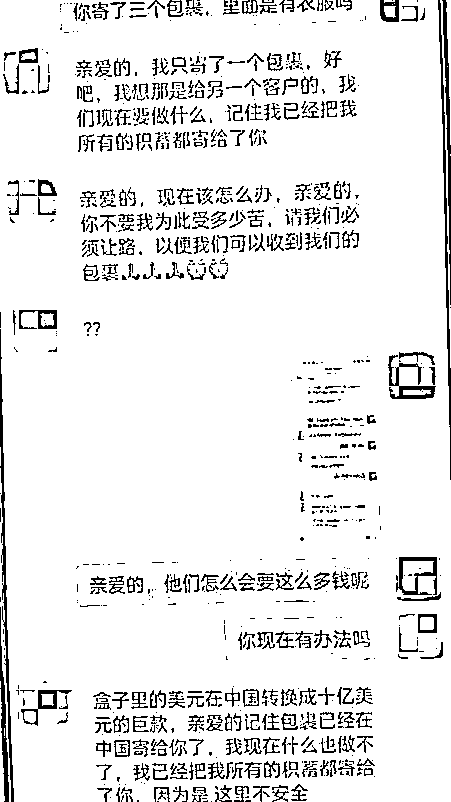 你寄了三个包裹，里面是有衣服吗
亲爱的，我只寄了一个包裹，好
吧，我想那是给另一个客户的，我
们现在要做什么，记住我已经把我
所有的积蓄都寄给了你
亲爱的，现在该怎么办，亲爱的，
你不要我为此受多少苦，请我们必
须让路，以便我们可以收到我们的
包裹
??
亲爱的，他们怎么会要这么多钱呢
你现在有办法吗
盒子里的美元在中国转换成十亿美
元的巨款，亲爱的记住包裹已经在
中国寄给你了，我现在什么也做不
了，我已经把我所有的积蓄都寄给
了你，因为是这里不安全